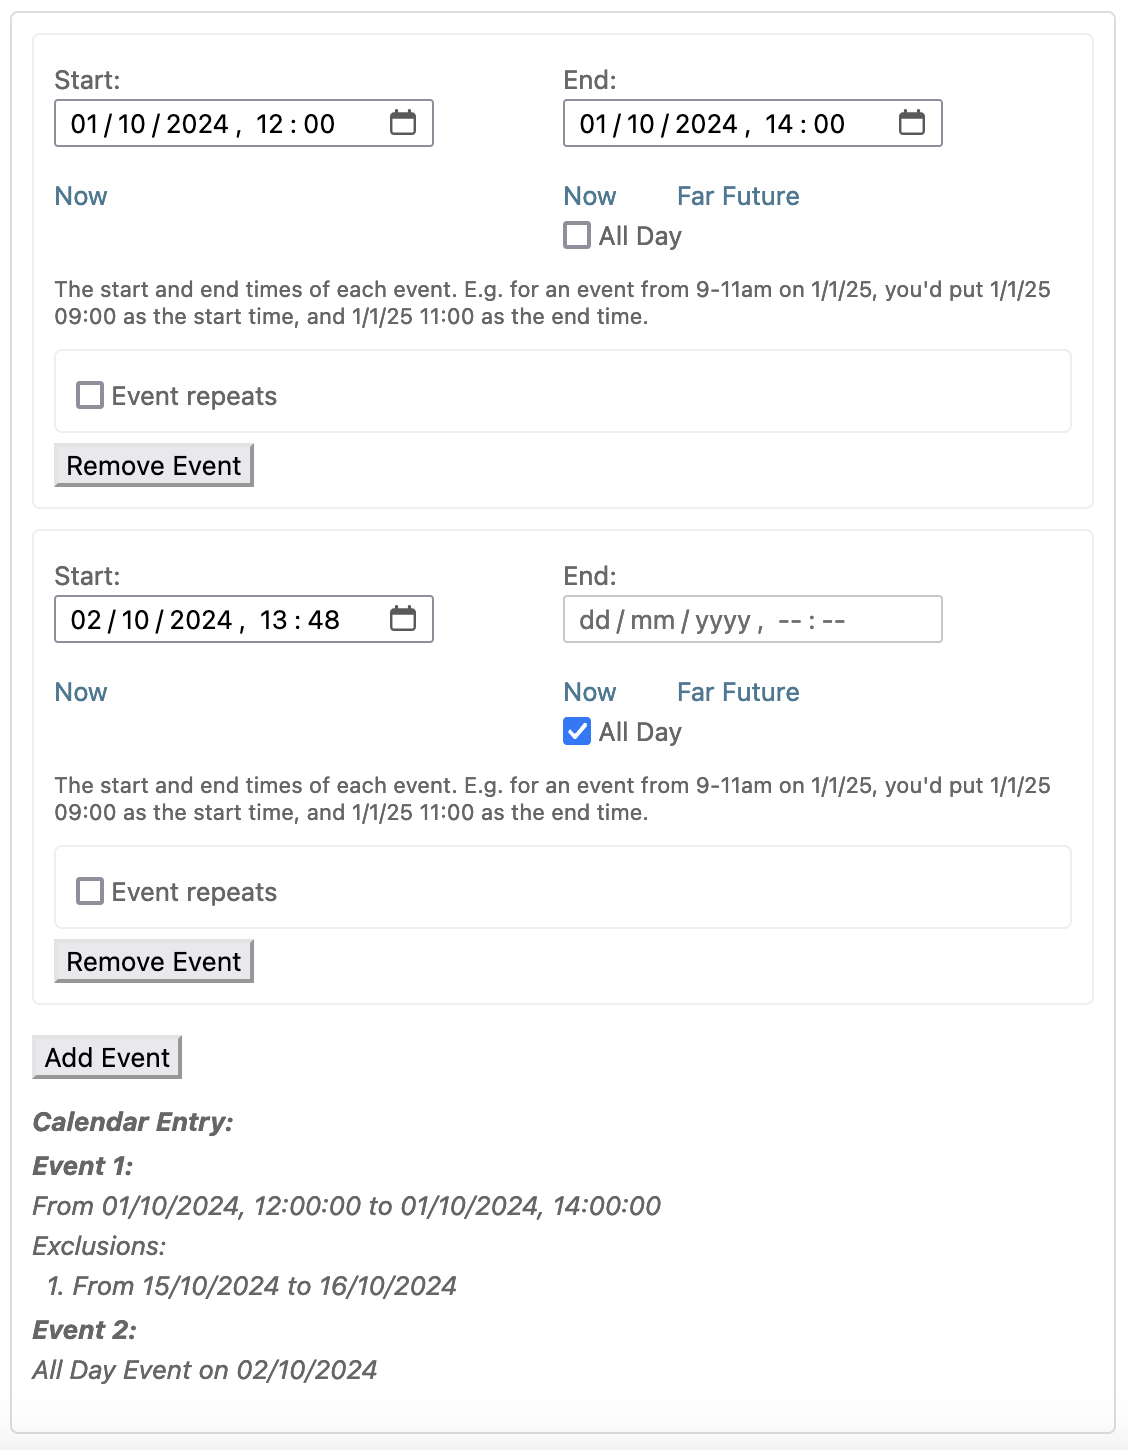 Start: End:
01/10/2024, 12:00 01/10/2024, 14:00
Now Now Far Future
All Day
The start and end times of each event. E.g. for an event from 9-11am on 1/1/25, you'd put 1/1/25
09:00 as the start time, and 1/1/25 11:00 as the end time.
Event repeats
Remove Event
Start: End:
02/10/2024, 13:48 dd/mm/yyyy, --:--
Now Now Far Future
All Day
The start and end times of each event. E.g. for an event from 9-11am on 1/1/25, you'd put 1/1/25
09:00 as the start time, and 1/1/25 11:00 as the end time.
Event repeats
Remove Event
Add Event
Calendar Entry:
Event 1:
From 01/10/2024, 12:00:00 to 01/10/2024, 14:00:00
Exclusions:
1. From 15/10/2024 to 16/10/2024
Event 2:
All Day Event on 02/10/2024